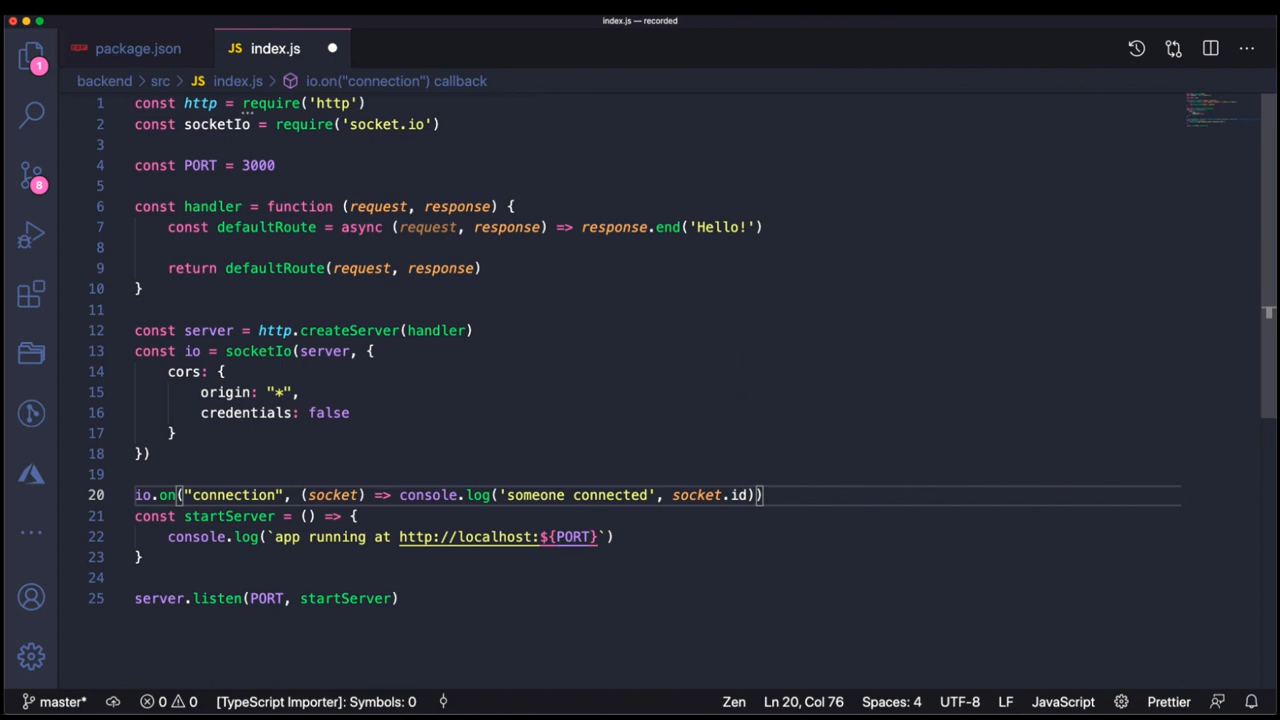 index.js — recorded
package.json
JS index.js
backend > src > JS index.js > io.on("connection") callback
1 const http = require('http')
2 const socketIo = require('socket.io')
3
4 const PORT = 3000
5
6 const handler = function (request, response) {
7 const defaultRoute = async (request, response) => response.end('Hello!')
8
9 return defaultRoute(request, response)
10 }
11
12 const server = http.createServer(handler)
13 const io = socketIo(server, {
14 cors: {
15 origin: "*",
16 credentials: false
17 }
18 })
19
20 io.on("connection", (socket) => console.log('someone connected', socket.id))
21 const startServer = () => {
22 console.log(`app running at http://localhost:${PORT}`)
23 }
24
25 server.listen(PORT, startServer)
1
8
master* 0 0 [TypeScript Importer]: Symbols: 0 Zen Ln 20, Col 76 Spaces: 4 UTF-8 LF JavaScript Prettier